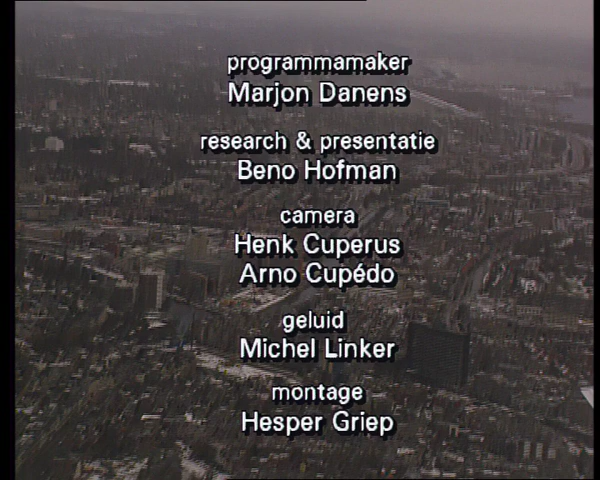 programmamaker
Marjon Danens
research & presentatie
Beno Hofman
camera
Henk Cuperus
Arno Cupédo
geluid
Michel Linker
montage
Hesper Griep